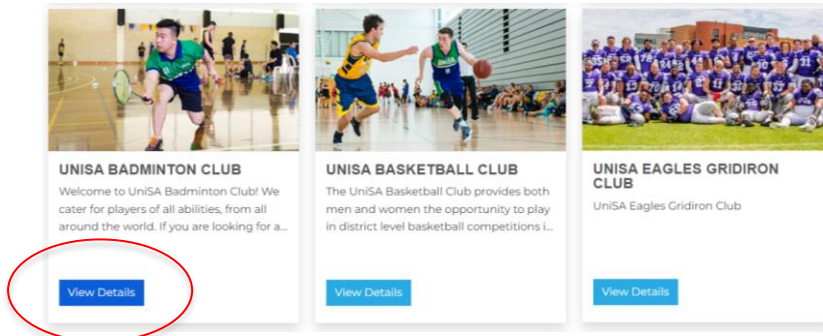 UNISA BADMINTON CLUB
Welcome to UniSA Badminton Club! We
cater for players of all abilities, from all
around the world. If you are looking for a...
View Details
UNISA BASKETBALL CLUB
The UniSA Basketball Club provides both
men and women the opportunity to play
in district level basketball competitions i...
View Details
UNISA EAGLES GRIDIRON
CLUB
UniSA Eagles Gridiron Club
View Details